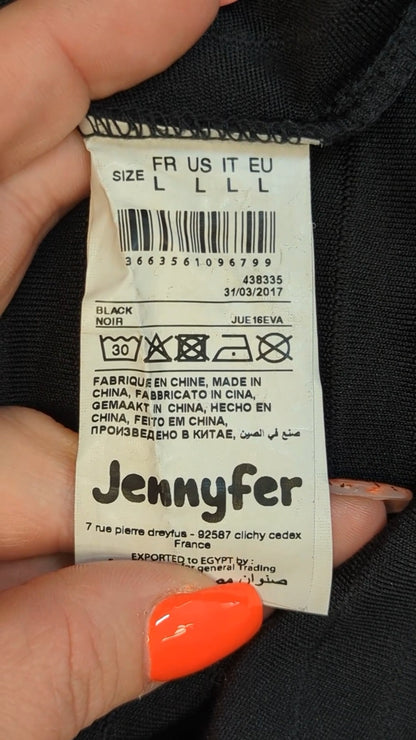 SIZE FR US IT EU
L L L L
3663561096799
438335
31/03/2017
BLACK
NOIR JUE16EVA
30
FABRIQUE EN CHINE, MADE IN
CHINA, FABBRICATO IN CINA,
GEMAAKT IN CHINA, HECHO EN
CHINA, FEITO EM CHINA,
ПРОИЗВЕДЕНО В КИТАЕ, صنع في الصين
Jennyfer
7 rue pierre dreyfus - 92587 clichy cedex
France
EXPORTED to EGYPT by :
for general Trading
صنوان